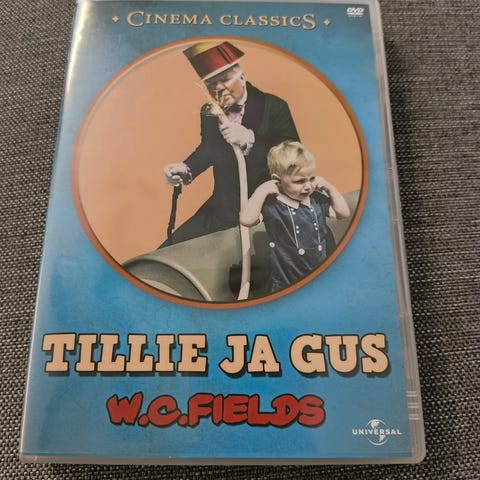 CINEMA CLASSICS
DVD
TILLIE JA GUS
W.C.FIELDS
UNIVERSAL